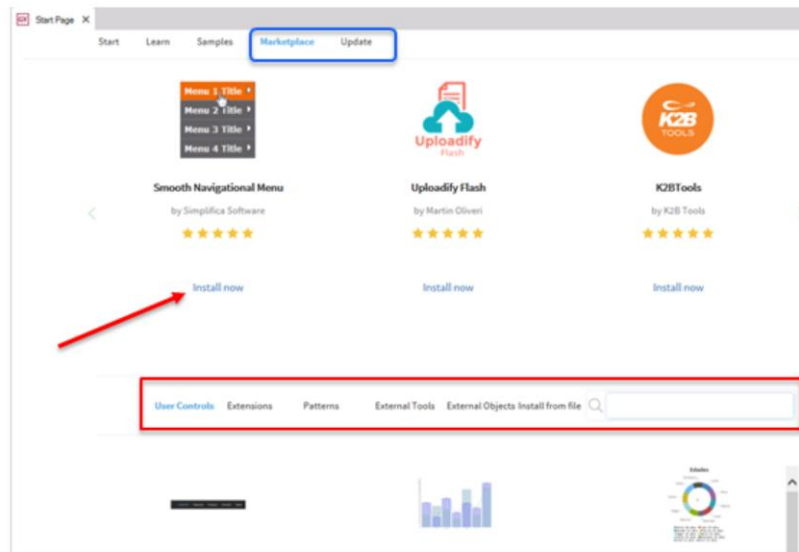 Start Page X
Start Learn Samples Marketplace Update
Menu 1 Title
Menu 2 Title
Menu 3 Title
Menu 4 Title
Uploadify
Flash
K2B
TOOLS
Smooth Navigational Menu Uploadify Flash K2BTools
by Simplifica Software by Martin Oliveri by K2B Tools
Install now Install now Install now
User Controls Extensions Patterns External Tools External Objects Install from file
Edades